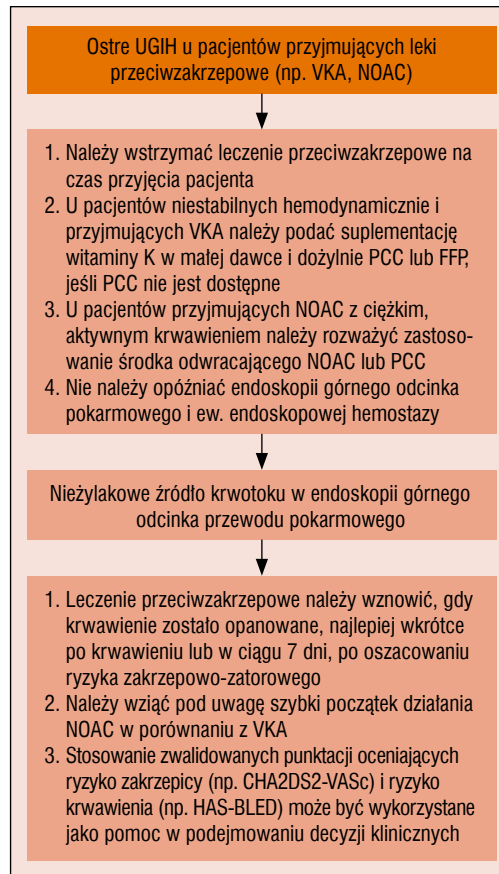 Ostre UGIH u pacjentów przyjmujących leki
przeciwzakrzepowe (np. VKA, NOAC)
1. Należy wstrzymać leczenie przeciwzakrzepowe na
czas przyjęcia pacjenta
2. U pacjentów niestabilnych hemodynamicznie i
przyjmujących VKA należy podać suplementację
witaminy K w małej dawce i dożylnie PCC lub FFP,
jeśli PCC nie jest dostępne
3. U pacjentów przyjmujących NOAC z ciężkim,
aktywnym krwawieniem należy rozważyć zastoso-
wanie środka odwracającego NOAC lub PCC
4. Nie należy opóźniać endoskopii górnego odcinka
pokarmowego i ew. endoskopowej hemostazy
Nieżylakowe źródło krwotoku w endoskopii górnego
odcinka przewodu pokarmowego
1. Leczenie przeciwzakrzepowe należy wznowić, gdy
krwawienie zostało opanowane, najlepiej wkrótce
po krwawieniu lub w ciągu 7 dni, po oszacowaniu
ryzyka zakrzepowo-zatorowego
2. Należy wziąć pod uwagę szybki początek działania
NOAC w porównaniu z VKA
3. Stosowanie zwalidowanych punktacji oceniających
ryzyko zakrzepicy (np. CHA2DS2-VASc) i ryzyko
krwawienia (np. HAS-BLED) może być wykorzystane
jako pomoc w podejmowaniu decyzji klinicznych